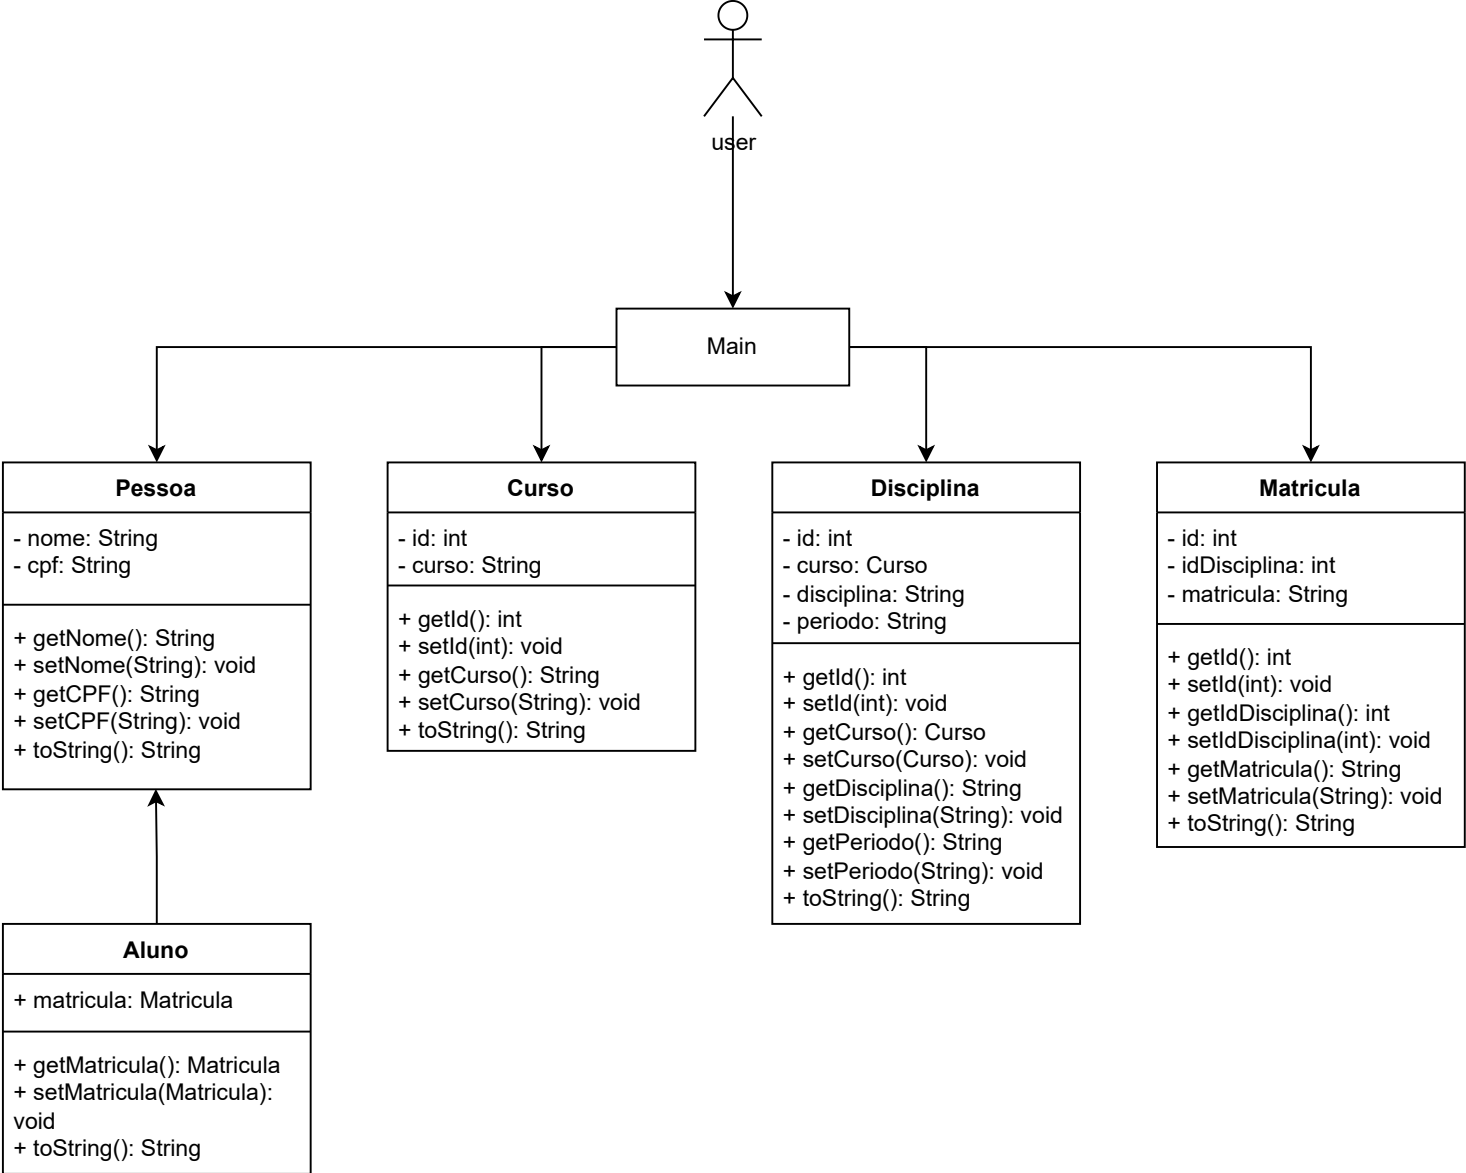 user
Main
Pessoa
- nome: String
- cpf: String
+ getNome(): String
+ setNome(String): void
+ getCPF(): String
+ setCPF(String): void
+ toString(): String
Curso
- id: int
- curso: String
+ getId(): int
+ setId(int): void
+ getCurso(): String
+ setCurso(String): void
+ toString(): String
Disciplina
- id: int
- curso: Curso
- disciplina: String
- periodo: String
+ getId(): int
+ setId(int): void
+ getCurso(): Curso
+ setCurso(Curso): void
+ getDisciplina(): String
+ setDisciplina(String): void
+ getPeriodo(): String
+ setPeriodo(String): void
+ toString(): String
Matricula
- id: int
- idDisciplina: int
- matricula: String
+ getId(): int
+ setId(int): void
+ getIdDisciplina(): int
+ setIdDisciplina(int): void
+ getMatricula(): String
+ setMatricula(String): void
+ toString(): String
Aluno
+ matricula: Matricula
+ getMatricula(): Matricula
+ setMatricula(Matricula):
void
+ toString(): String